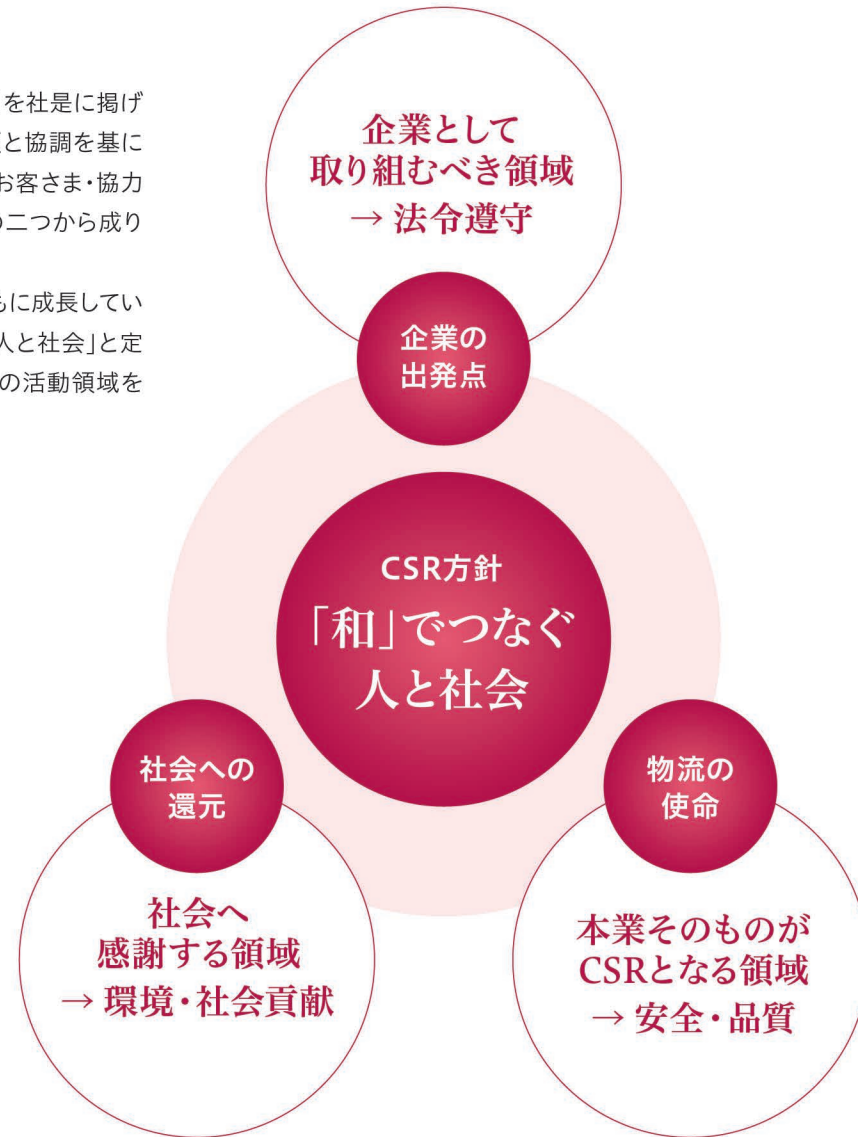 を社是に掲げ
と協調を基に
お客さま・協力
の二つから成り
もに成長してい
人と社会」と定
の活動領域を
企業として
取り組むべき領域
→ 法令遵守
企業の
出発点
CSR方針
「和」でつなぐ
人と社会
社会への
還元
社会へ
感謝する領域
→ 環境・社会貢献
物流の
使命
本業そのものが
CSRとなる領域
→ 安全・品質